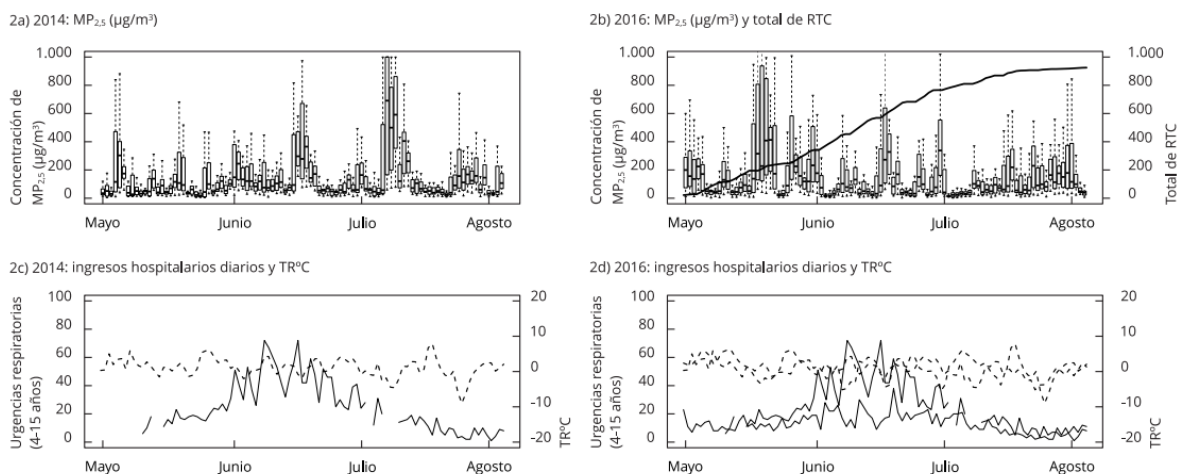 2a) 2014: MP2,5 (µg/m³)
Concentración de
MP2,5 (µg/m³)
1.000
800
600
400
200
0
Mayo Junio Julio Agosto
2b) 2016: MP2,5 (µg/m³) y total de RTC
Concentración de
MP2,5 (µg/m³)
1.000
800
600
400
200
0
1.000
800
600
400
200
0
Total de RTC
Mayo Junio Julio Agosto
2c) 2014: ingresos hospitalarios diarios y TRºC
Urgencias respiratorias
(4-15 años)
100
80
60
40
20
0
20
10
0
-10
-20
TRºC
Mayo Junio Julio Agosto
2d) 2016: ingresos hospitalarios diarios y TRºC
Urgencias respiratorias
(4-15 años)
100
80
60
40
20
0
20
10
0
-10
-20
TRºC
Mayo Junio Julio Agosto